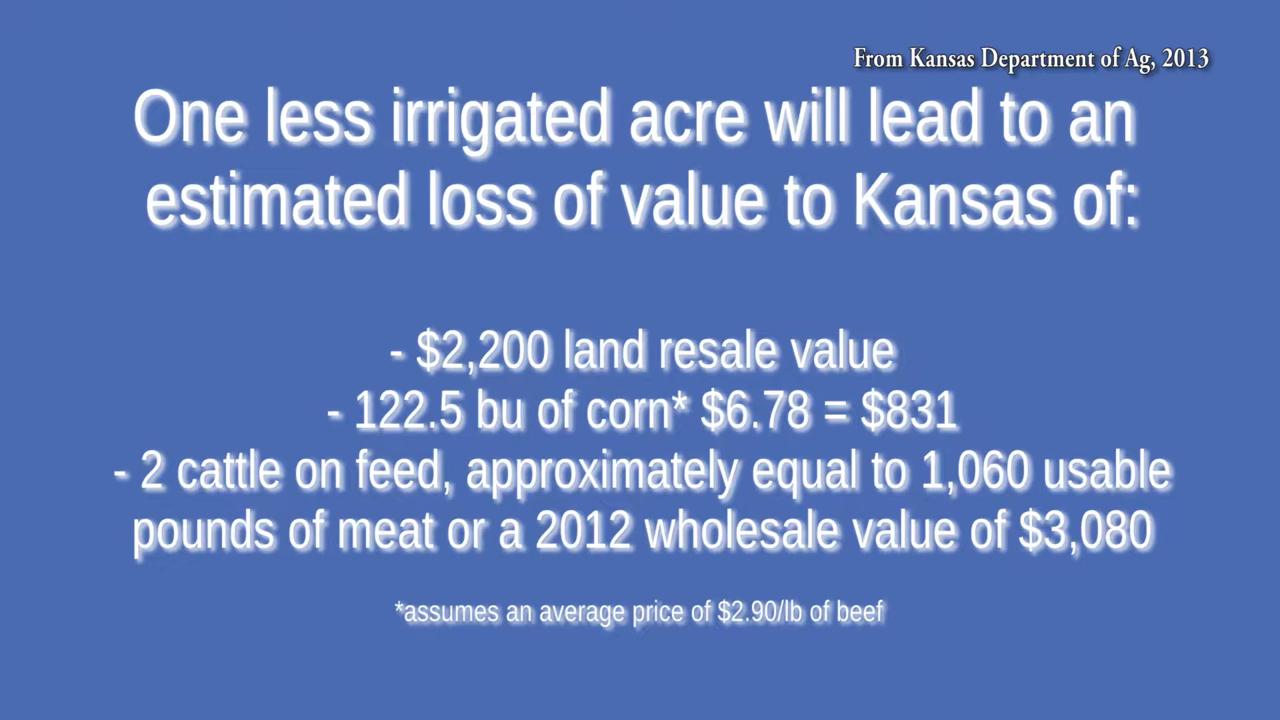 From Kansas Department of Ag, 2013
One less irrigated acre will lead to an
estimated loss of value to Kansas of:
- $2,200 land resale value
- 122.5 bu of corn* $6.78 = $831
- 2 cattle on feed, approximately equal to 1,060 usable
pounds of meat or a 2012 wholesale value of $3,080
*assumes an average price of $2.90/lb of beef